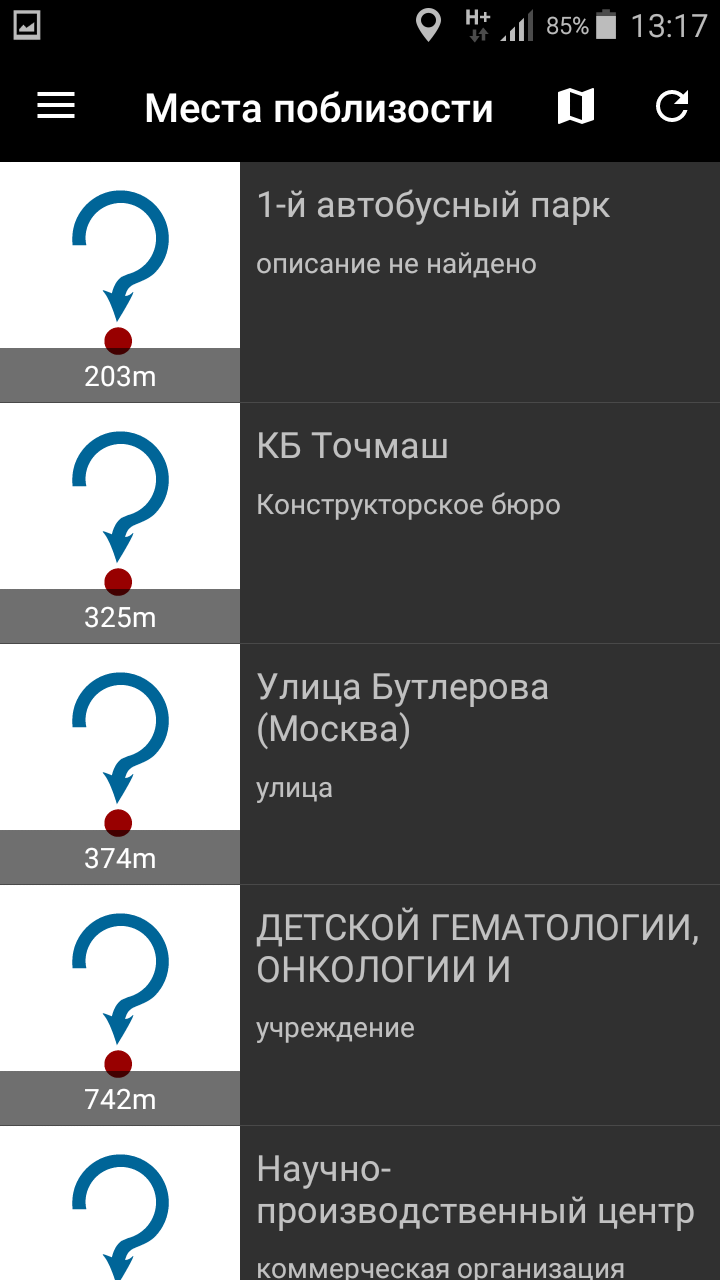 H+ 85% 13:17
Места поблизости
1-й автобусный парк
описание не найдено
203m
КБ Точмаш
Конструкторское бюро
325m
Улица Бутлерова
(Москва)
улица
374m
ДЕТСКОЙ ГЕМАТОЛОГИИ,
ОНКОЛОГИИ И
учреждение
742m
Научно-
производственный центр
коммерческая организация